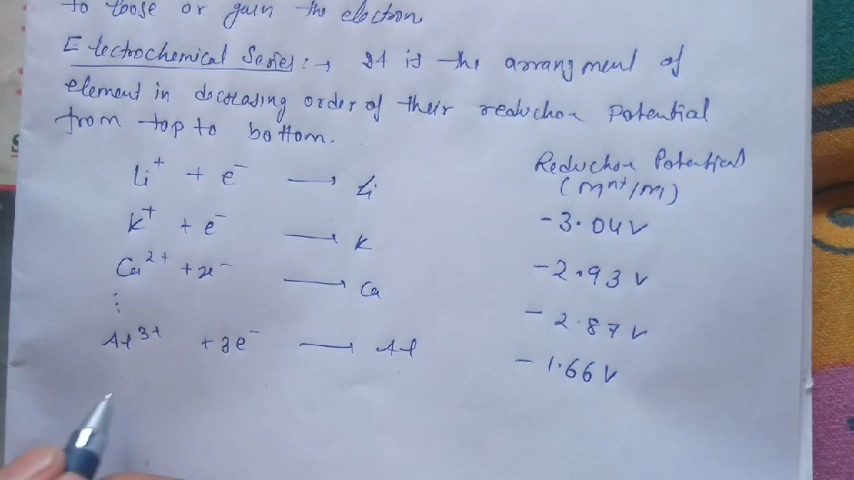 to loose or gain the electron
Electrochemical Series :→ It is the arrangment of
element in decreasing order of their reduction Potential
from top to bottom.
Reduction Potential
(Mⁿ⁺/M)
Li⁺ + e⁻ ⟶ Li
-3.04V
K⁺ + e⁻ ⟶ K
-2.93V
Ca²⁺ + 2e⁻ ⟶ Ca
-2.87V
⋮
Al³⁺ + 3e⁻ ⟶ Al
-1.66V